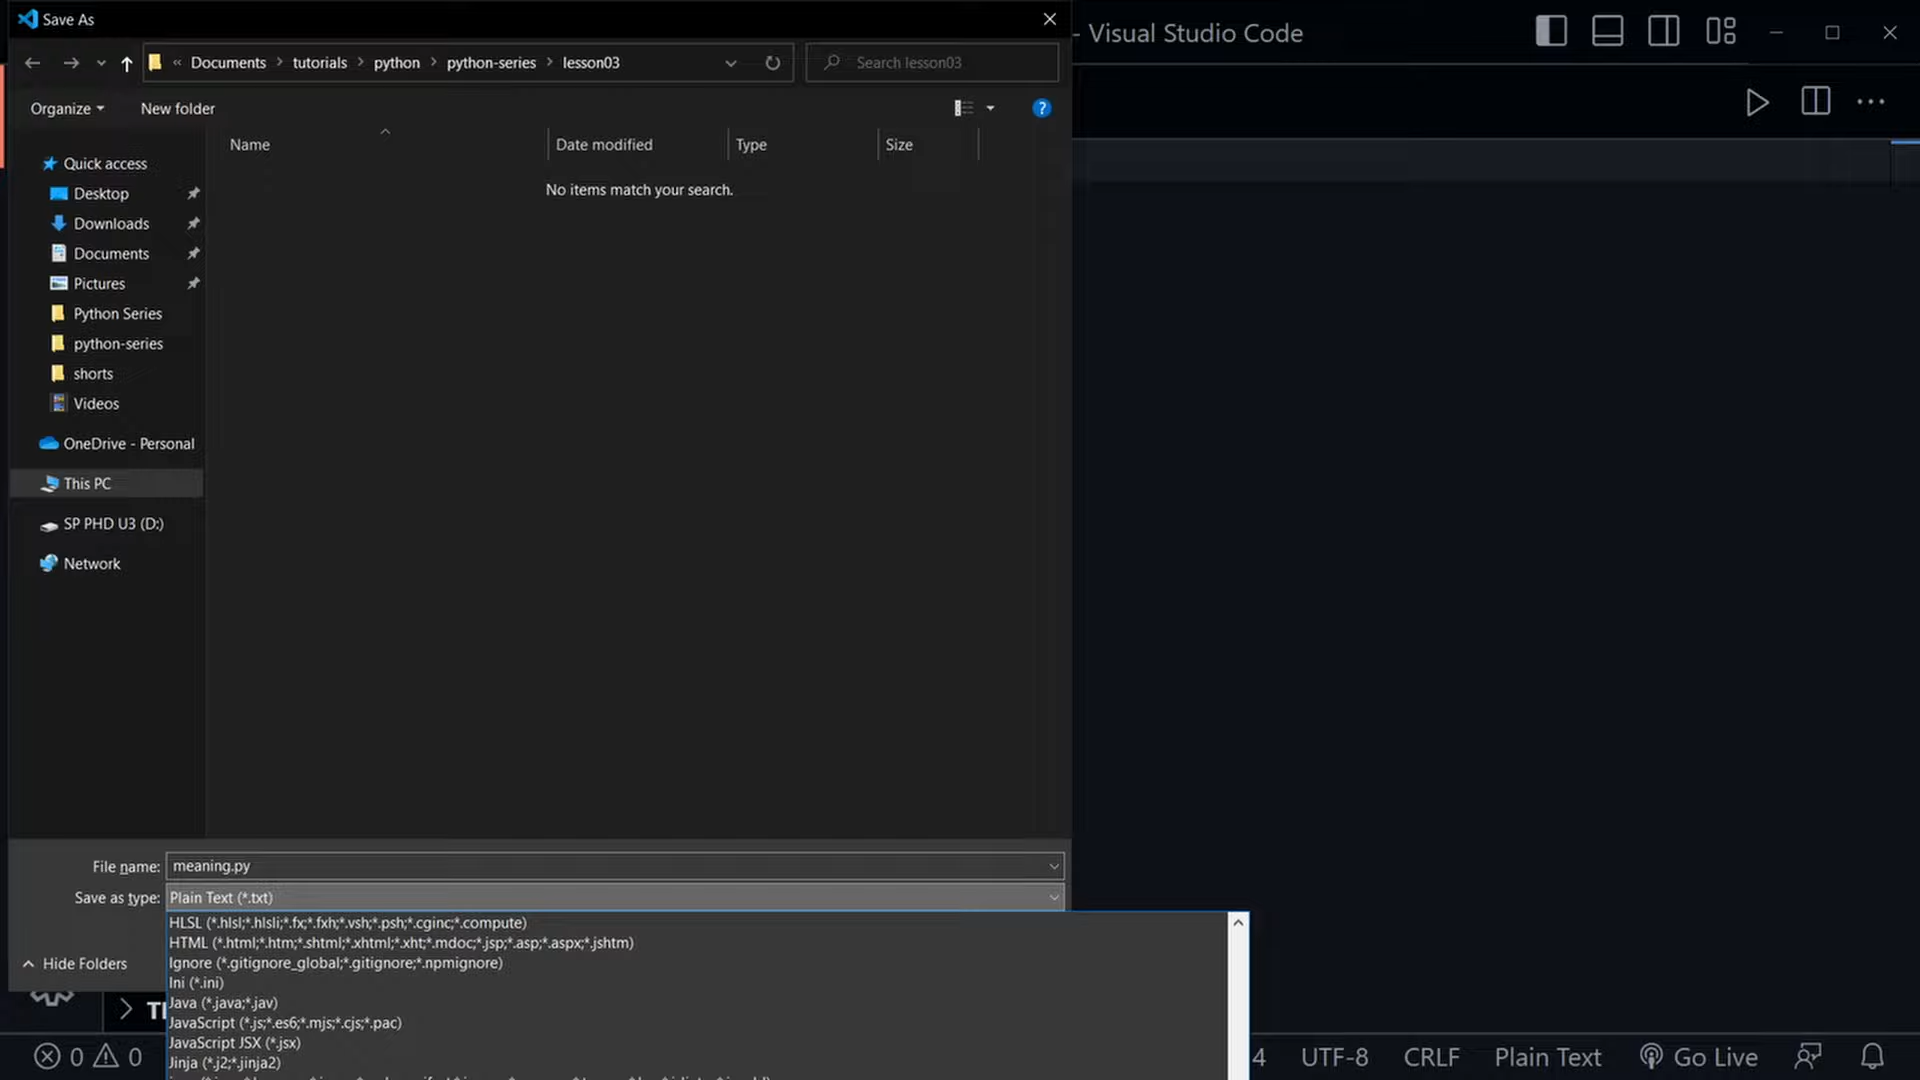 Save As
- Visual Studio Code
« Documents > tutorials > python > python-series > lesson03
Search lesson03
Organize
New folder
?
Name
Date modified
Type
Size
No items match your search.
Quick access
Desktop
Downloads
Documents
Pictures
Python Series
python-series
shorts
Videos
OneDrive - Personal
This PC
SP PHD U3 (D:)
Network
File name: meaning.py
Save as type: Plain Text (*.txt)
HLSL (*.hlsl;*.hlsli;*.fx;*.fxh;*.vsh;*.psh;*.cginc;*.compute)
HTML (*.html;*.htm;*.shtml;*.xhtml;*.xht;*.mdoc;*.jsp;*.asp;*.aspx;*.jshtm)
Ignore (*.gitignore_global;*.gitignore;*.npmignore)
Ini (*.ini)
Java (*.java;*.jav)
JavaScript (*.js;*.es6;*.mjs;*.cjs;*.pac)
JavaScript JSX (*.jsx)
Jinja (*.j2;*.jinja2)
Hide Folders
0 0
4 UTF-8 CRLF Plain Text Go Live